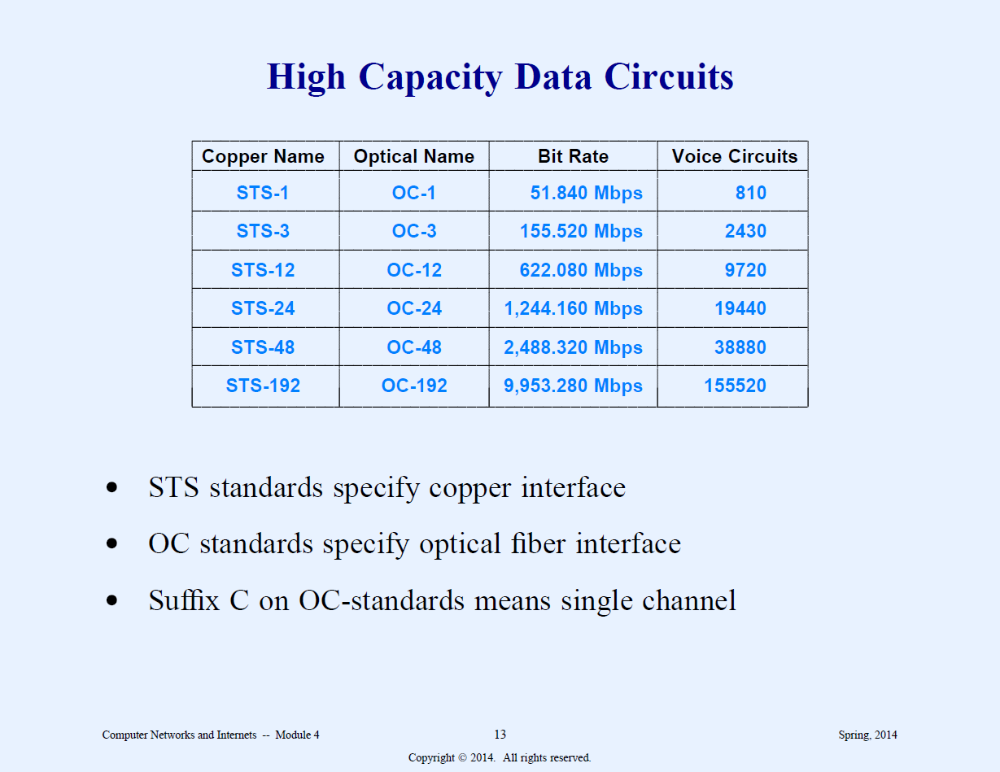 High Capacity Data Circuits
Copper Name Optical Name Bit Rate Voice Circuits
STS-1 OC-1 51.840 Mbps 810
STS-3 OC-3 155.520 Mbps 2430
STS-12 OC-12 622.080 Mbps 9720
STS-24 OC-24 1,244.160 Mbps 19440
STS-48 OC-48 2,488.320 Mbps 38880
STS-192 OC-192 9,953.280 Mbps 155520
• STS standards specify copper interface
• OC standards specify optical fiber interface
• Suffix C on OC-standards means single channel
Computer Networks and Internets -- Module 4 13 Spring, 2014
Copyright © 2014. All rights reserved.